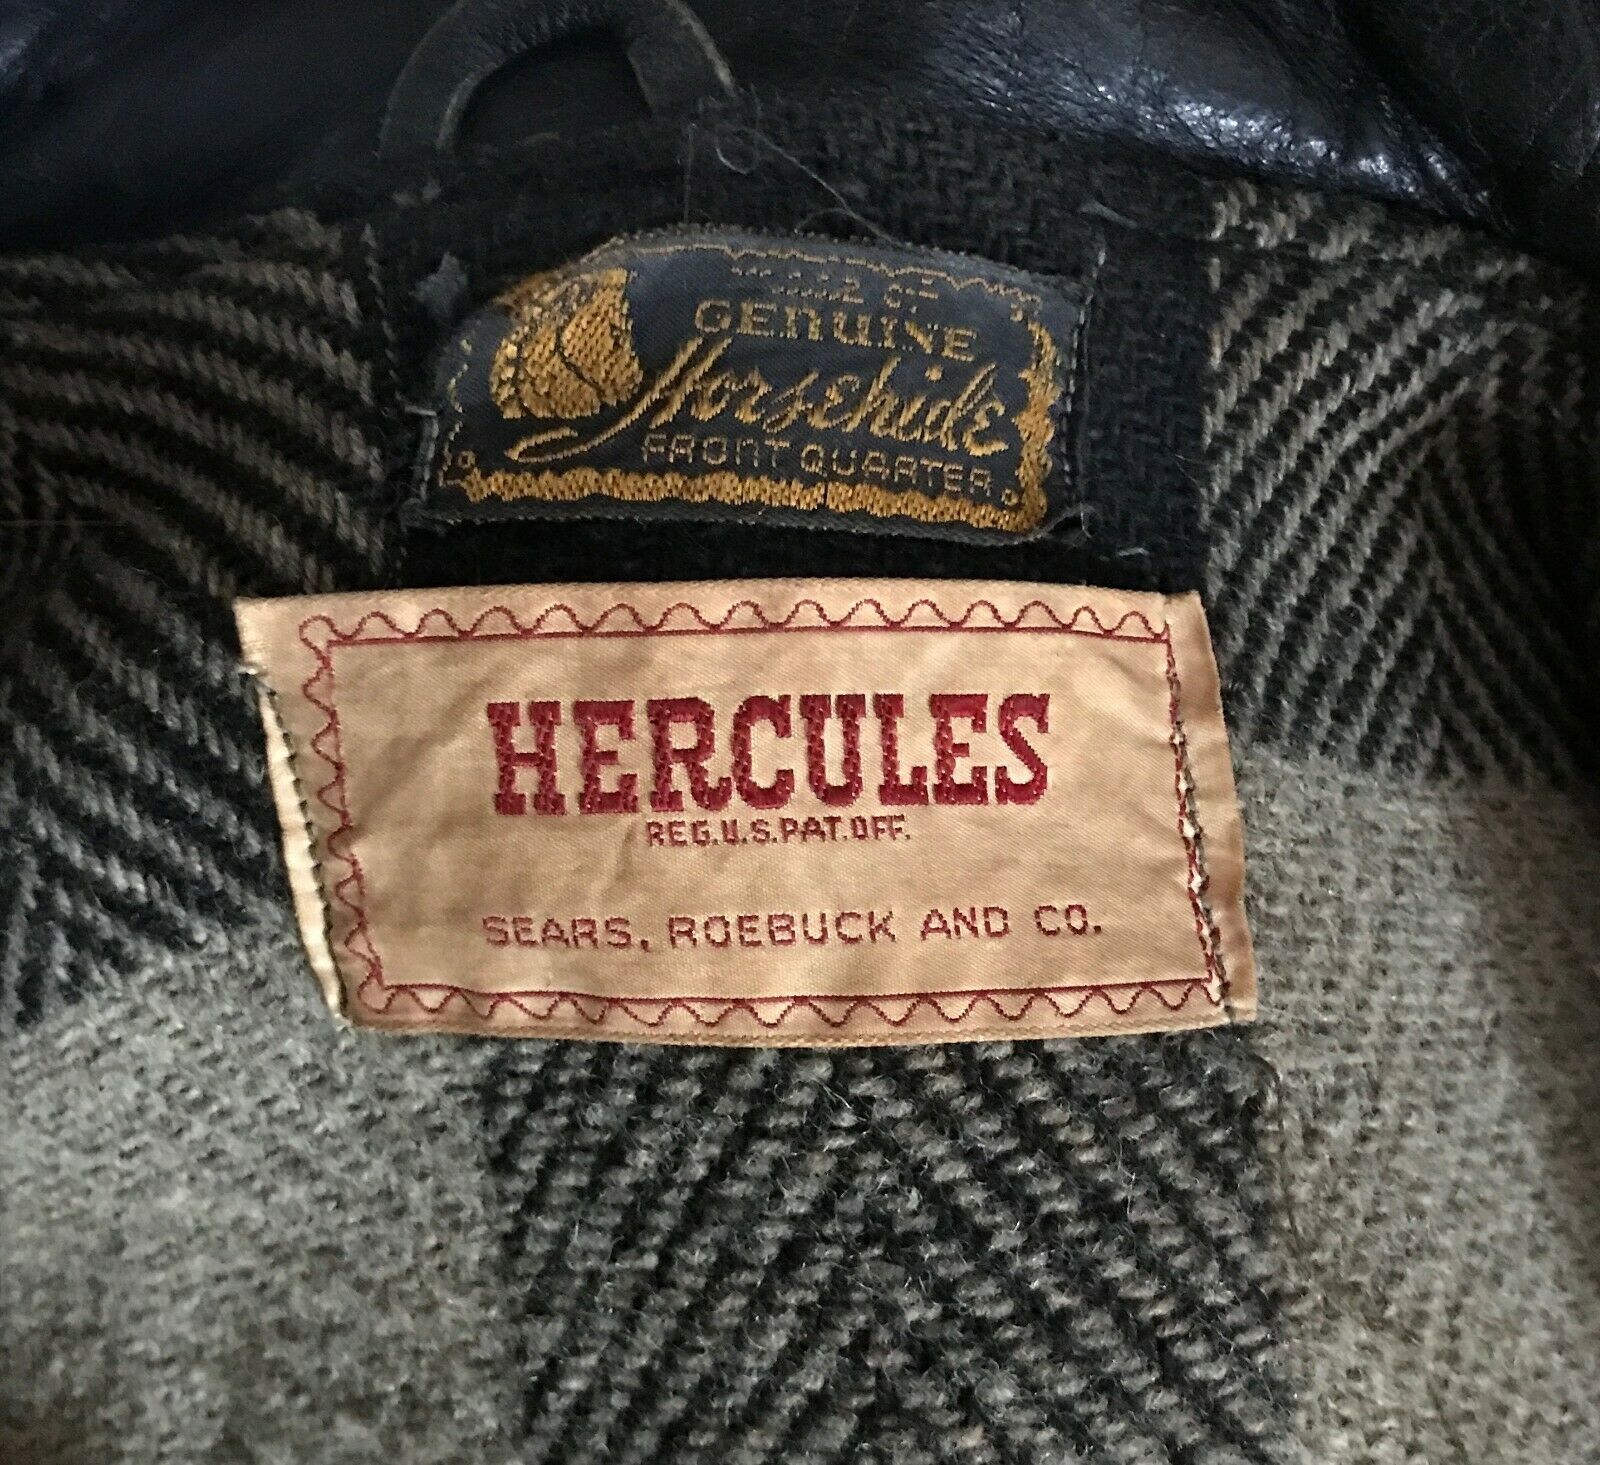 GENUINE
Horsehide
FRONT QUARTER
HERCULES
REG.U.S.PAT.OFF.
SEARS, ROEBUCK AND CO.